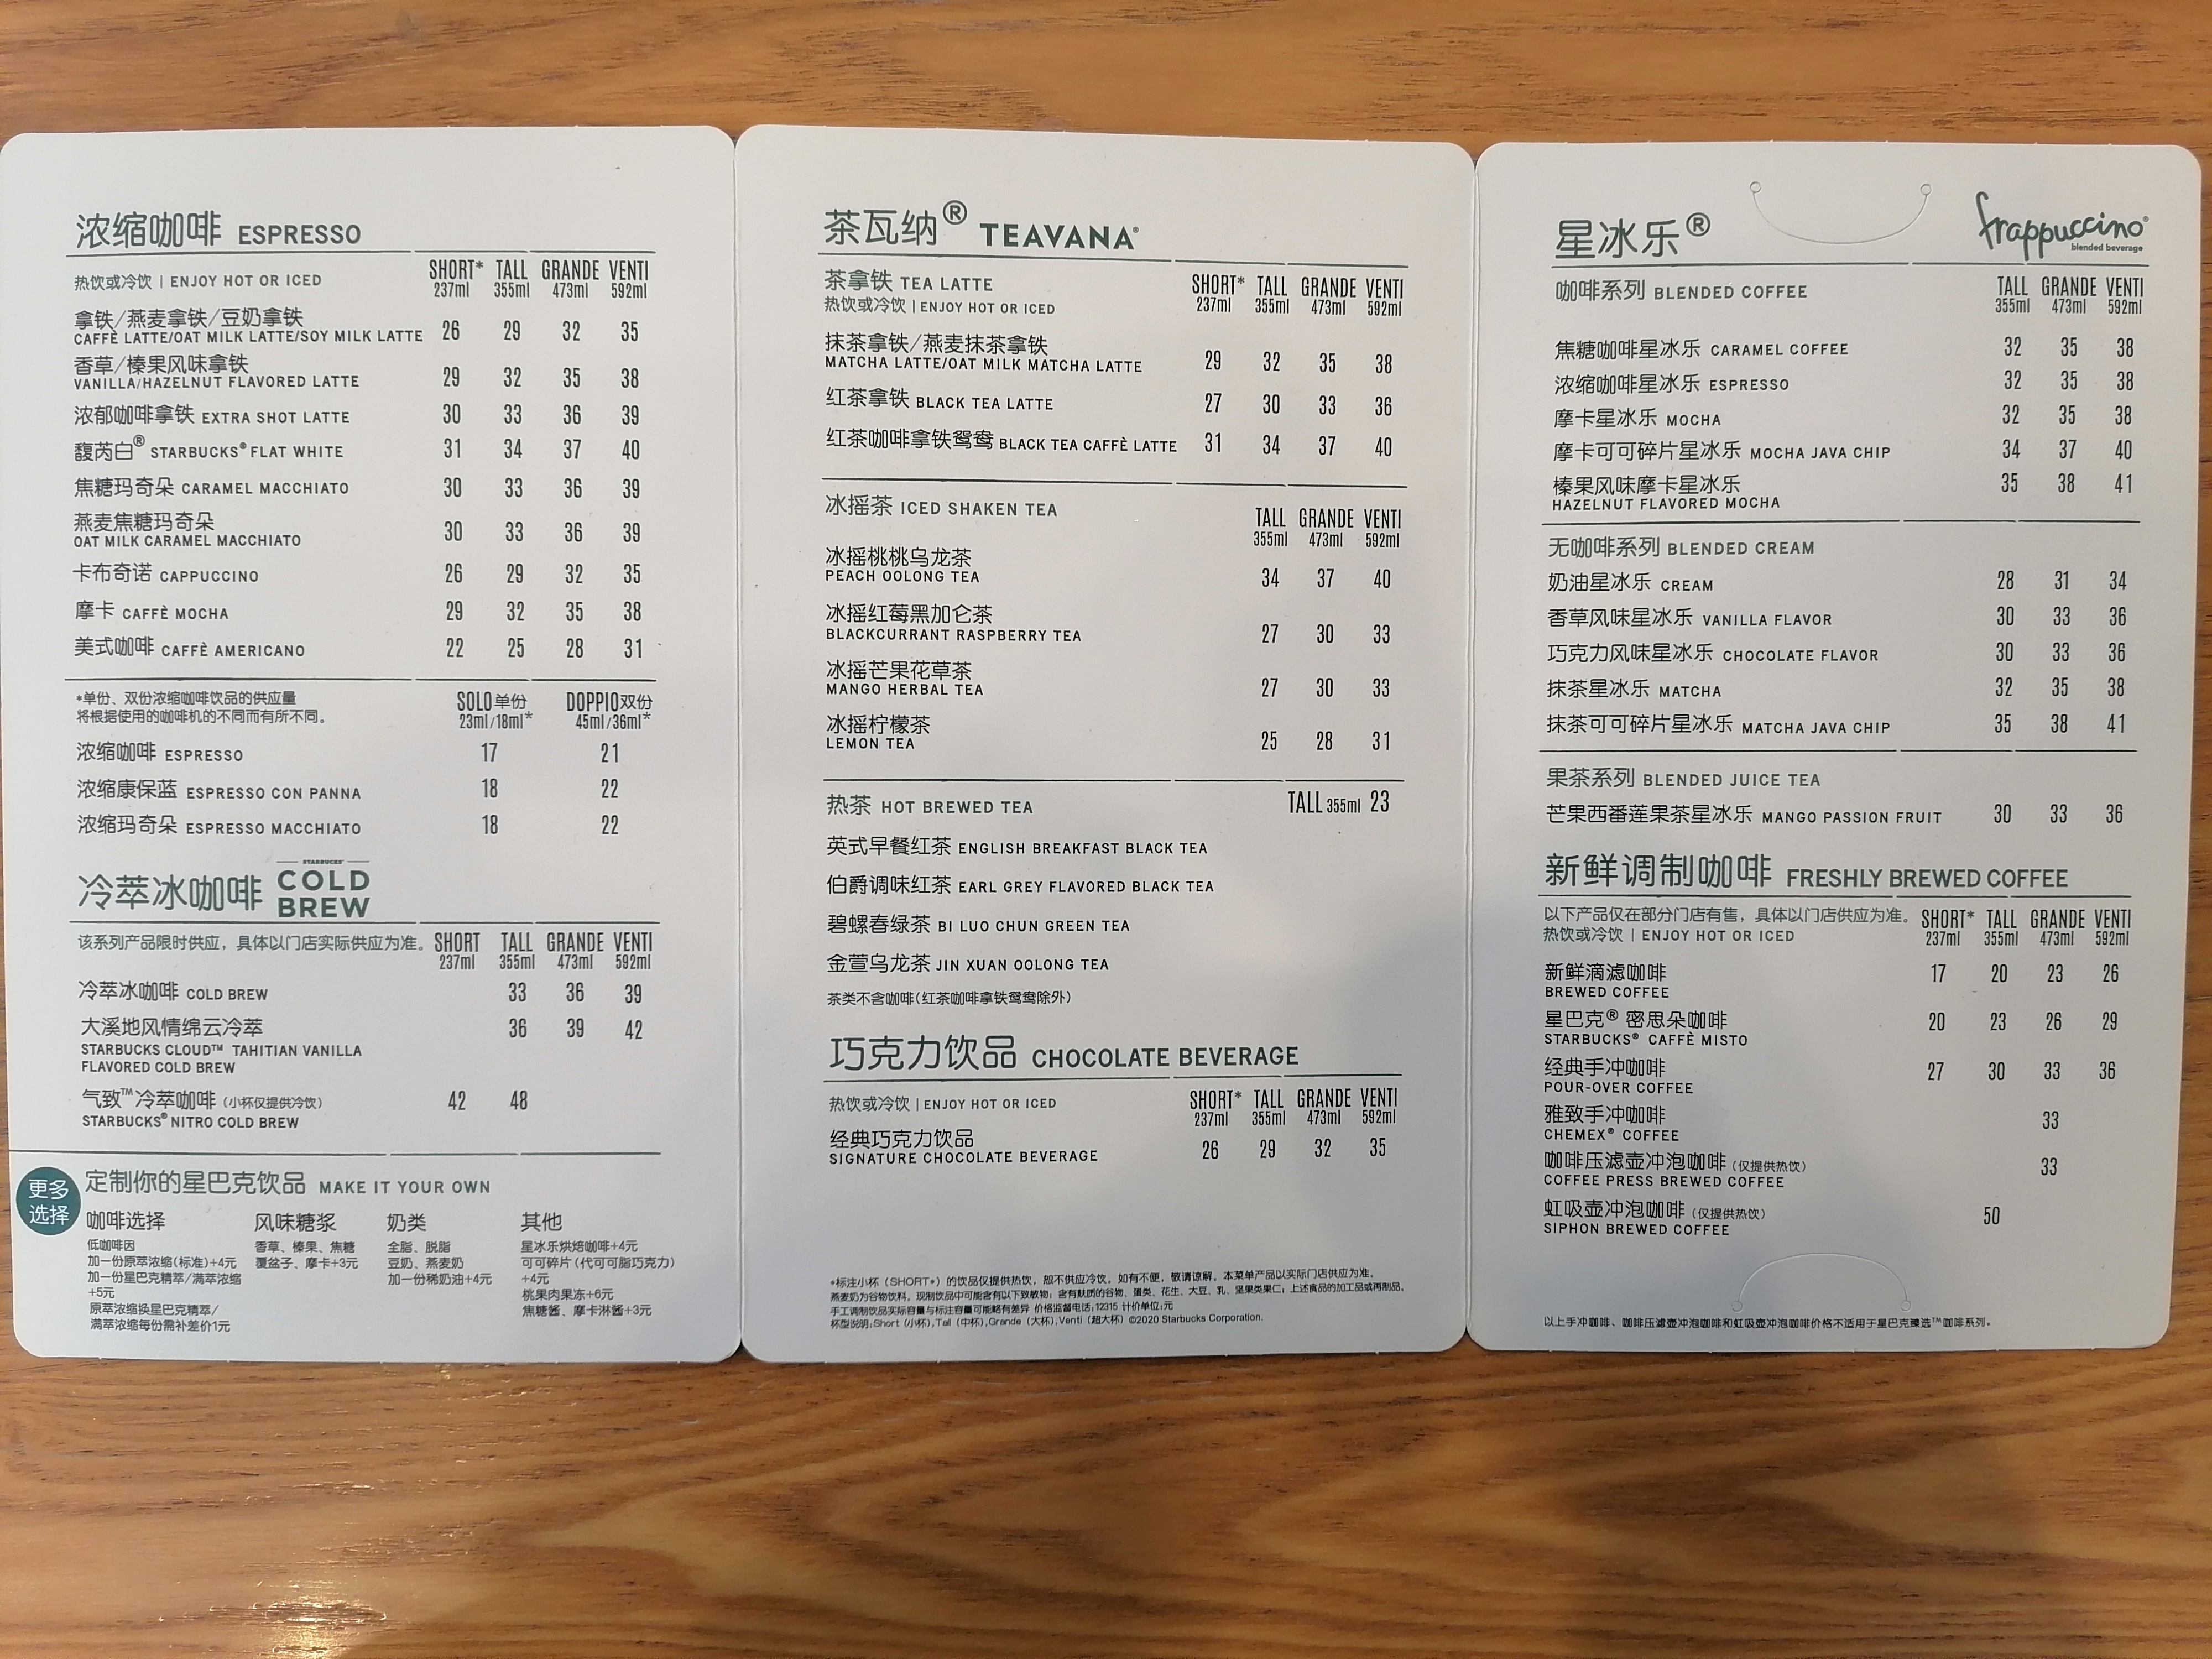 浓缩咖啡 ESPRESSO
热饮或冷饮 | ENJOY HOT OR ICED SHORT* TALL GRANDE VENTI
237ml 355ml 473ml 592ml
拿铁/燕麦拿铁/豆奶拿铁
CAFFÈ LATTE/OAT MILK LATTE/SOY MILK LATTE 26 29 32 35
香草/榛果风味拿铁
VANILLA/HAZELNUT FLAVORED LATTE 29 32 35 38
浓郁咖啡拿铁 EXTRA SHOT LATTE 30 33 36 39
馥芮白® STARBUCKS® FLAT WHITE 31 34 37 40
焦糖玛奇朵 CARAMEL MACCHIATO 30 33 36 39
燕麦焦糖玛奇朵
OAT MILK CARAMEL MACCHIATO 30 33 36 39
卡布奇诺 CAPPUCCINO 26 29 32 35
摩卡 CAFFÈ MOCHA 29 32 35 38
美式咖啡 CAFFÈ AMERICANO 22 25 28 31
*单份、双份浓缩咖啡饮品的供应量 SOLO单份 DOPPIO双份
将根据使用的咖啡机的不同而有所不同。 23ml/18ml* 45ml/36ml*
浓缩咖啡 ESPRESSO 17 21
浓缩康保蓝 ESPRESSO CON PANNA 18 22
浓缩玛奇朵 ESPRESSO MACCHIATO 18 22
冷萃冰咖啡 STARBUCKS® COLD BREW
该系列产品限时供应，具体以门店实际供应为准。 SHORT TALL GRANDE VENTI
237ml 355ml 473ml 592ml
冷萃冰咖啡 COLD BREW 33 36 39
大溪地风情绵云冷萃 36 39 42
STARBUCKS CLOUD™ TAHITIAN VANILLA
FLAVORED COLD BREW
气致™冷萃咖啡（小杯仅提供冷饮） 42 48
STARBUCKS® NITRO COLD BREW
更多
选择
定制你的星巴克饮品 MAKE IT YOUR OWN
咖啡选择
低咖啡因
加一份原萃浓缩(标准)+4元
加一份星巴克精萃/满萃浓缩
+5元
原萃浓缩换星巴克精萃/
满萃浓缩每份需补差价1元
风味糖浆
香草、榛果、焦糖
覆盆子、摩卡+3元
奶类
全脂、脱脂
豆奶、燕麦奶
加一份稀奶油+4元
其他
星冰乐烘焙咖啡+4元
可可碎片(代可可脂巧克力)
+4元
桃果肉果冻+6元
焦糖酱、摩卡淋酱+3元
茶瓦纳® TEAVANA®
茶拿铁 TEA LATTE SHORT* TALL GRANDE VENTI
热饮或冷饮 | ENJOY HOT OR ICED 237ml 355ml 473ml 592ml
抹茶拿铁/燕麦抹茶拿铁
MATCHA LATTE/OAT MILK MATCHA LATTE 29 32 35 38
红茶拿铁 BLACK TEA LATTE 27 30 33 36
红茶咖啡拿铁鸳鸯 BLACK TEA CAFFÈ LATTE 31 34 37 40
冰摇茶 ICED SHAKEN TEA TALL GRANDE VENTI
355ml 473ml 592ml
冰摇桃桃乌龙茶
PEACH OOLONG TEA 34 37 40
冰摇红莓黑加仑茶
BLACKCURRANT RASPBERRY TEA 27 30 33
冰摇芒果花草茶
MANGO HERBAL TEA 27 30 33
冰摇柠檬茶
LEMON TEA 25 28 31
热茶 HOT BREWED TEA TALL 355ml 23
英式早餐红茶 ENGLISH BREAKFAST BLACK TEA
伯爵调味红茶 EARL GREY FLAVORED BLACK TEA
碧螺春绿茶 BI LUO CHUN GREEN TEA
金萱乌龙茶 JIN XUAN OOLONG TEA
茶类不含咖啡(红茶咖啡拿铁鸳鸯除外)
巧克力饮品 CHOCOLATE BEVERAGE
热饮或冷饮 | ENJOY HOT OR ICED SHORT* TALL GRANDE VENTI
237ml 355ml 473ml 592ml
经典巧克力饮品
SIGNATURE CHOCOLATE BEVERAGE 26 29 32 35
*标注小杯（SHORT*）的饮品仅提供热饮，恕不供应冷饮，如有不便，敬请谅解。本菜单产品以实际门店供应为准。
燕麦奶为谷物饮料。现制饮品中可能含有以下致敏物：含有麸质的谷物、蛋类、花生、大豆、乳、坚果类果仁；上述食品的加工品或再制品。
手工调制饮品实际容量与标注容量可能略有差异 价格监督电话：12315 计价单位：元
杯型说明：Short（小杯），Tall（中杯），Grande（大杯），Venti（超大杯）©2020 Starbucks Corporation.
星冰乐® frappuccino®
blended beverage
咖啡系列 BLENDED COFFEE TALL GRANDE VENTI
355ml 473ml 592ml
焦糖咖啡星冰乐 CARAMEL COFFEE 32 35 38
浓缩咖啡星冰乐 ESPRESSO 32 35 38
摩卡星冰乐 MOCHA 32 35 38
摩卡可可碎片星冰乐 MOCHA JAVA CHIP 34 37 40
榛果风味摩卡星冰乐 35 38 41
HAZELNUT FLAVORED MOCHA
无咖啡系列 BLENDED CREAM
奶油星冰乐 CREAM 28 31 34
香草风味星冰乐 VANILLA FLAVOR 30 33 36
巧克力风味星冰乐 CHOCOLATE FLAVOR 30 33 36
抹茶星冰乐 MATCHA 32 35 38
抹茶可可碎片星冰乐 MATCHA JAVA CHIP 35 38 41
果茶系列 BLENDED JUICE TEA
芒果西番莲果茶星冰乐 MANGO PASSION FRUIT 30 33 36
新鲜调制咖啡 FRESHLY BREWED COFFEE
以下产品仅在部分门店有售，具体以门店供应为准。 SHORT* TALL GRANDE VENTI
热饮或冷饮 | ENJOY HOT OR ICED 237ml 355ml 473ml 592ml
新鲜滴滤咖啡 17 20 23 26
BREWED COFFEE
星巴克® 密思朵咖啡 20 23 26 29
STARBUCKS® CAFFÈ MISTO
经典手冲咖啡 27 30 33 36
POUR-OVER COFFEE
雅致手冲咖啡 33
CHEMEX® COFFEE
咖啡压滤壶冲泡咖啡（仅提供热饮） 33
COFFEE PRESS BREWED COFFEE
虹吸壶冲泡咖啡（仅提供热饮） 50
SIPHON BREWED COFFEE
以上手冲咖啡、咖啡压滤壶冲泡咖啡和虹吸壶冲泡咖啡价格不适用于星巴克臻选™咖啡系列。